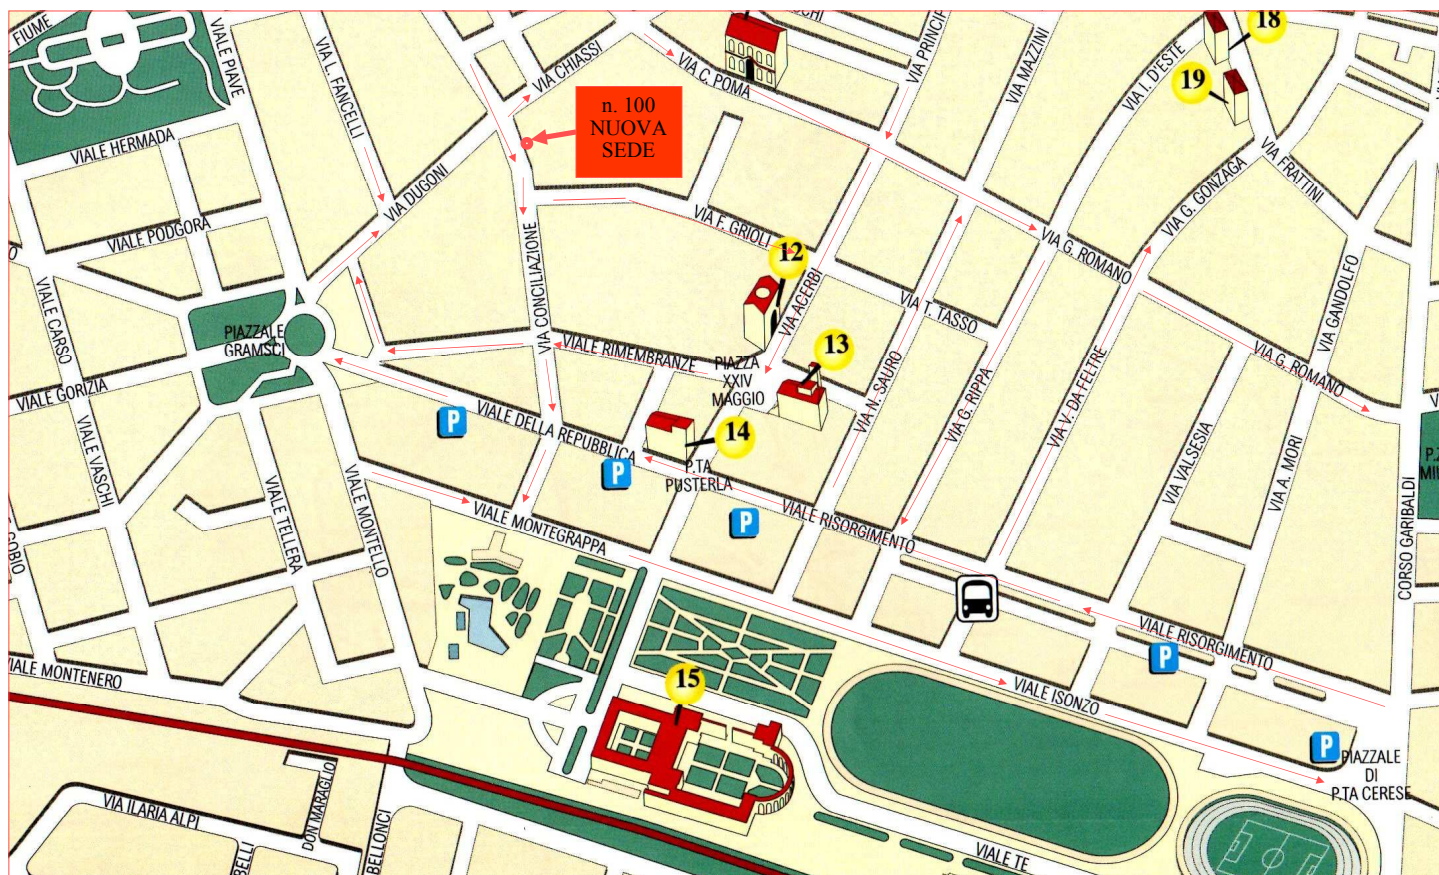 FIUME
VIALE PIAVE
VIA L. FANCELLI
VIA CHIASSI
VIA C. POMA
VIA PRINCIP
VIA MAZZINI
VIA I. D'ESTE
18
19
n. 100
NUOVA
SEDE
VIALE HERMADA
VIA DUGONI
VIA FRATTINI
VIA G. GONZAGA
VIALE PODGORA
VIA F. GRIOLI
12
VIA G. ROMANO
VIA CONCILIAZIONE
VIA ACERBI
VIA T. TASSO
VIALE CARSO
VIA GANDOLFO
PIAZZALE
GRAMSCI
VIALE RIMEMBRANZE
PIAZZA
XXIV
MAGGIO
13
VIA N. SAURO
VIA G. RIPPA
VIA V. DA FELTRE
VIA G. ROMANO
VIALE GORIZIA
P
VIALE DELLA REPUBBLICA
14
VIALE VASCHI
VIA VALSESIA
VIA A. MORI
P.TA
PUSTERLA
P
P
VIALE TELLERA
VIALE MONTELLO
VIALE MONTEGRAPPA
VIALE RISORGIMENTO
CORSO GARIBALDI
VIALE RISORGIMENTO
P
VIALE MONTENERO
15
VIALE ISONZO
P
PIAZZALE
DI
P.TA CERESE
VIA ILARIA ALPI
DON MARAGLIO
BELLI
BELLONCI
VIALE TE